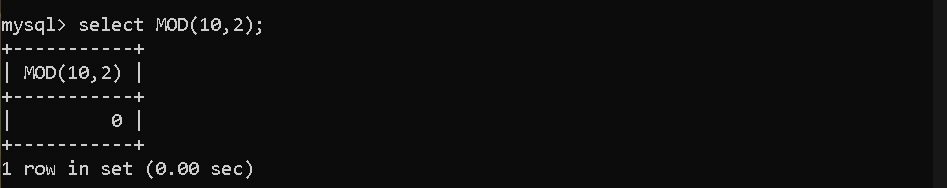 mysql> select MOD(10,2);
+-----------+
| MOD(10,2) |
+-----------+
|         0 |
+-----------+
1 row in set (0.00 sec)